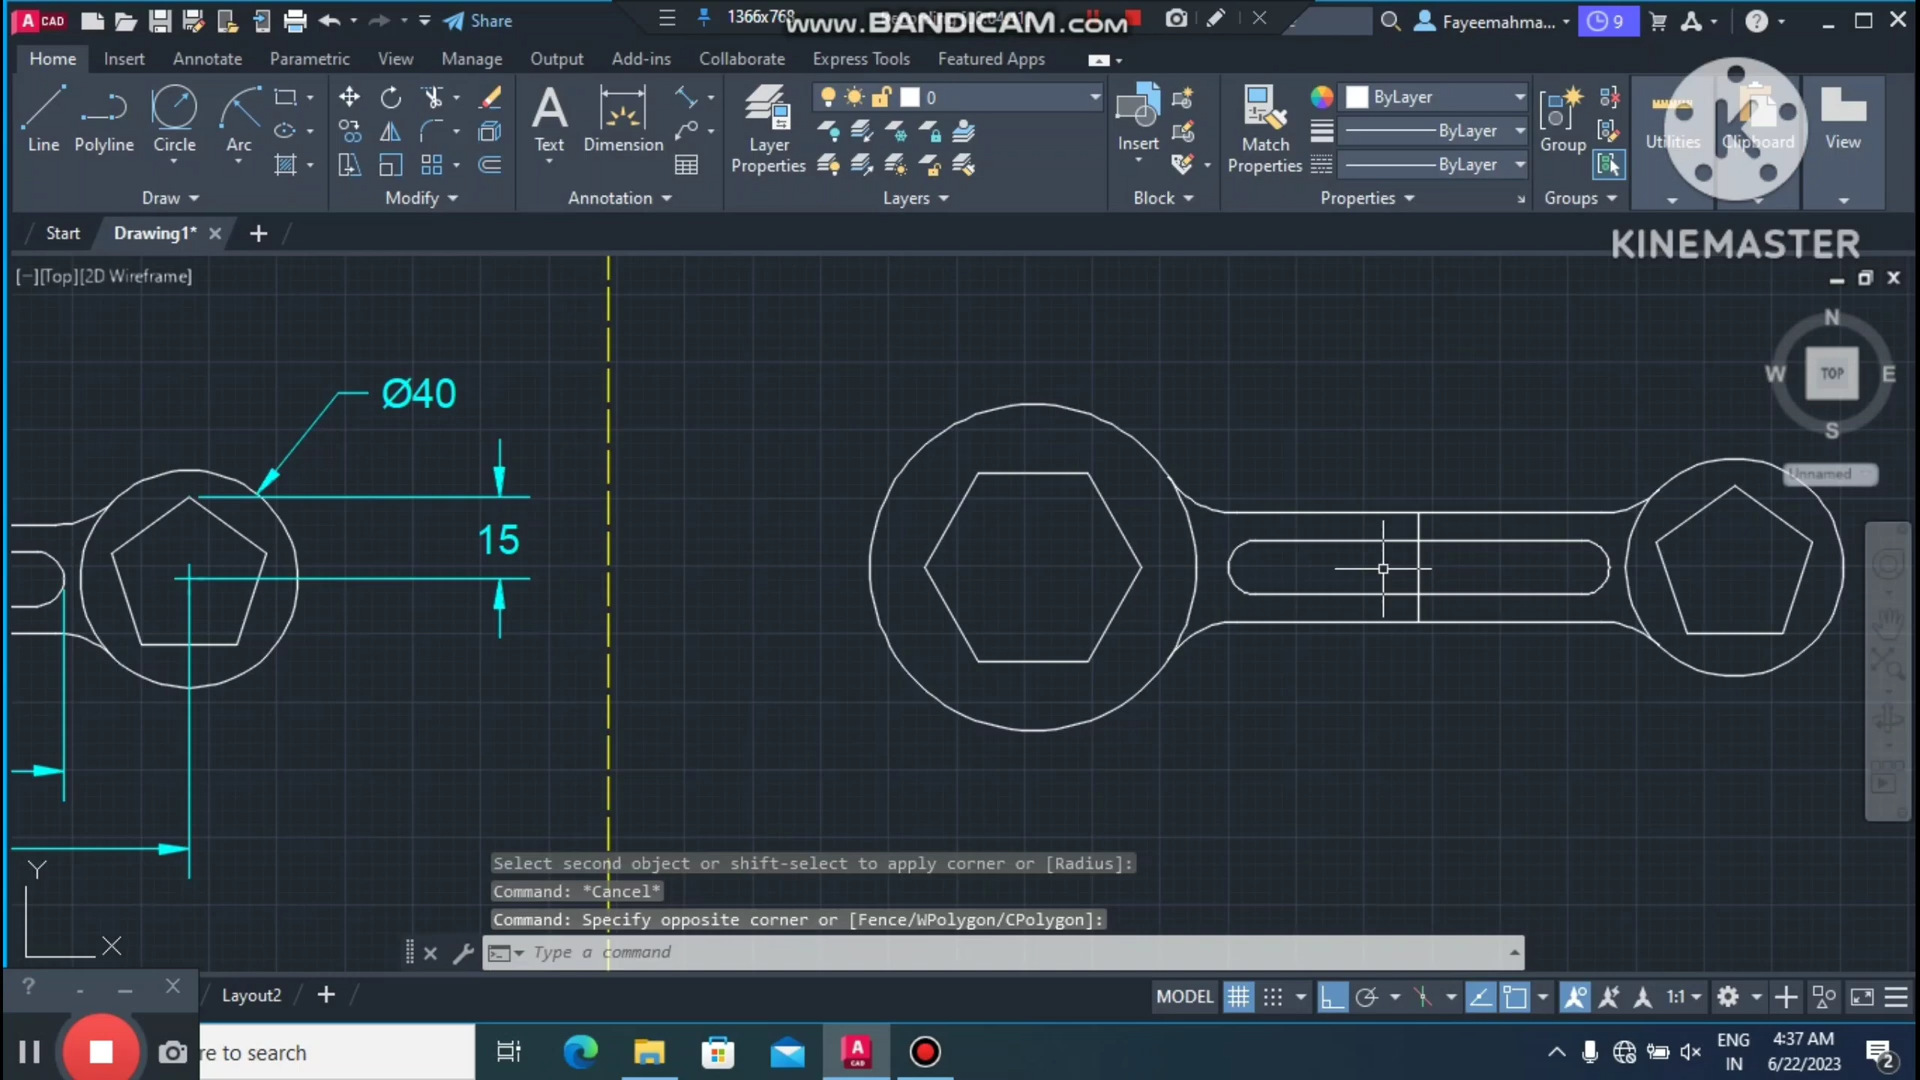 A CAD
Share
1366x768
www.BANDICAM.com
Fayeemahma...
9
Home Insert Annotate Parametric View Manage Output Add-ins Collaborate Express Tools Featured Apps
0
ByLayer
ByLayer
ByLayer
Line Polyline Circle Arc
Text Dimension
Layer Properties
Insert
Match Properties
Group
Utilities Clipboard View
Draw Modify Annotation Layers Block Properties Groups
Start Drawing1*
KINEMASTER
[−][Top][2D Wireframe]
N
W TOP E
S
Unnamed
Ø40
15
Y
X
Select second object or shift-select to apply corner or [Radius]:
Command: *Cancel*
Command: Specify opposite corner or [Fence/WPolygon/CPolygon]:
Type a command
Layout2
MODEL
1:1
re to search
A CAD
ENG
IN
4:37 AM
6/22/2023
2